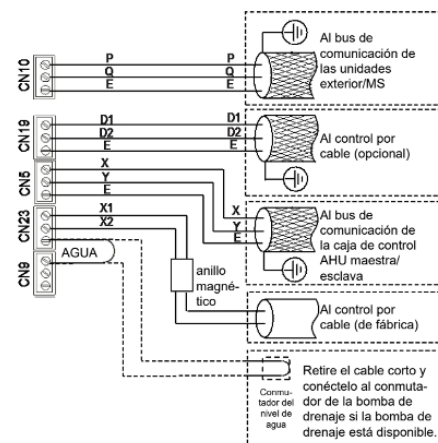 CN10
P
Q
E
P
Q
E
Al bus de
comunicación de
las unidades
exterior/MS
CN19
D1
D2
E
D1
D2
E
Al control por
cable (opcional)
CN5
X
Y
E
X
Y
E
Al bus de
comunicación de
la caja de control
AHU maestra/
esclava
CN23
X1
X2
AGUA
CN9
anillo
magné-
tico
Al control por
cable (de fábrica)
Conmu-
tador del
nivel de
agua
Retire el cable corto y
conéctelo al conmuta-
dor de la bomba de
drenaje si la bomba de
drenaje está disponible.